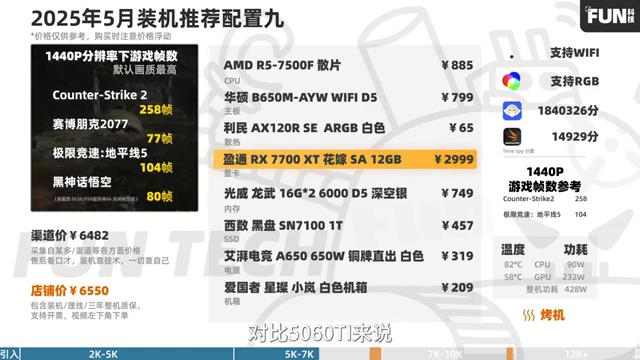 2025年5月装机推荐配置九
*价格仅供参考，购买时注意价格浮动
FUN科技
1440P分辨率下游戏帧数
默认画质最高
Counter-Strike 2
258帧
赛博朋克2077
77帧
极限竞速:地平线5
104帧
黑神话悟空
80帧
渠道价￥6482
采集自某多/渠道等各方面价格
售后看口才，装机靠技术，一切靠自己
店铺价￥6550
包含装机/理线/三年整机质保，
支持开票，视频左下角下单
AMD R5-7500F 散片 ￥885
CPU
华硕 B650M-AYW WIFI D5 ￥799
主板
利民 AX120R SE ARGB 白色 ￥65
散热
盈通 RX 7700 XT 花嫁 SA 12GB ￥2999
显卡
光威 龙武 16G*2 6000 D5 深空银 ￥749
内存
西数 黑盘 SN7100 1T ￥457
SSD
艾湃电竞 A650 650W 铜牌直出 白色 ￥319
电源
爱国者 星璨 小岚 白色机箱 ￥209
机箱
支持WIFI
支持RGB
1840326分
14929分
Time spy 分数
1440P
游戏帧数参考
Counter-Strike2 258
极限竞速：地平线5 104
温度 功耗
82°C CPU 90W
58°C GPU 232W
整机功耗 428W
烤机
FUN TECH
对比5060TI来说
引入 2K-5K 5K-7K 7K-10K 12K+